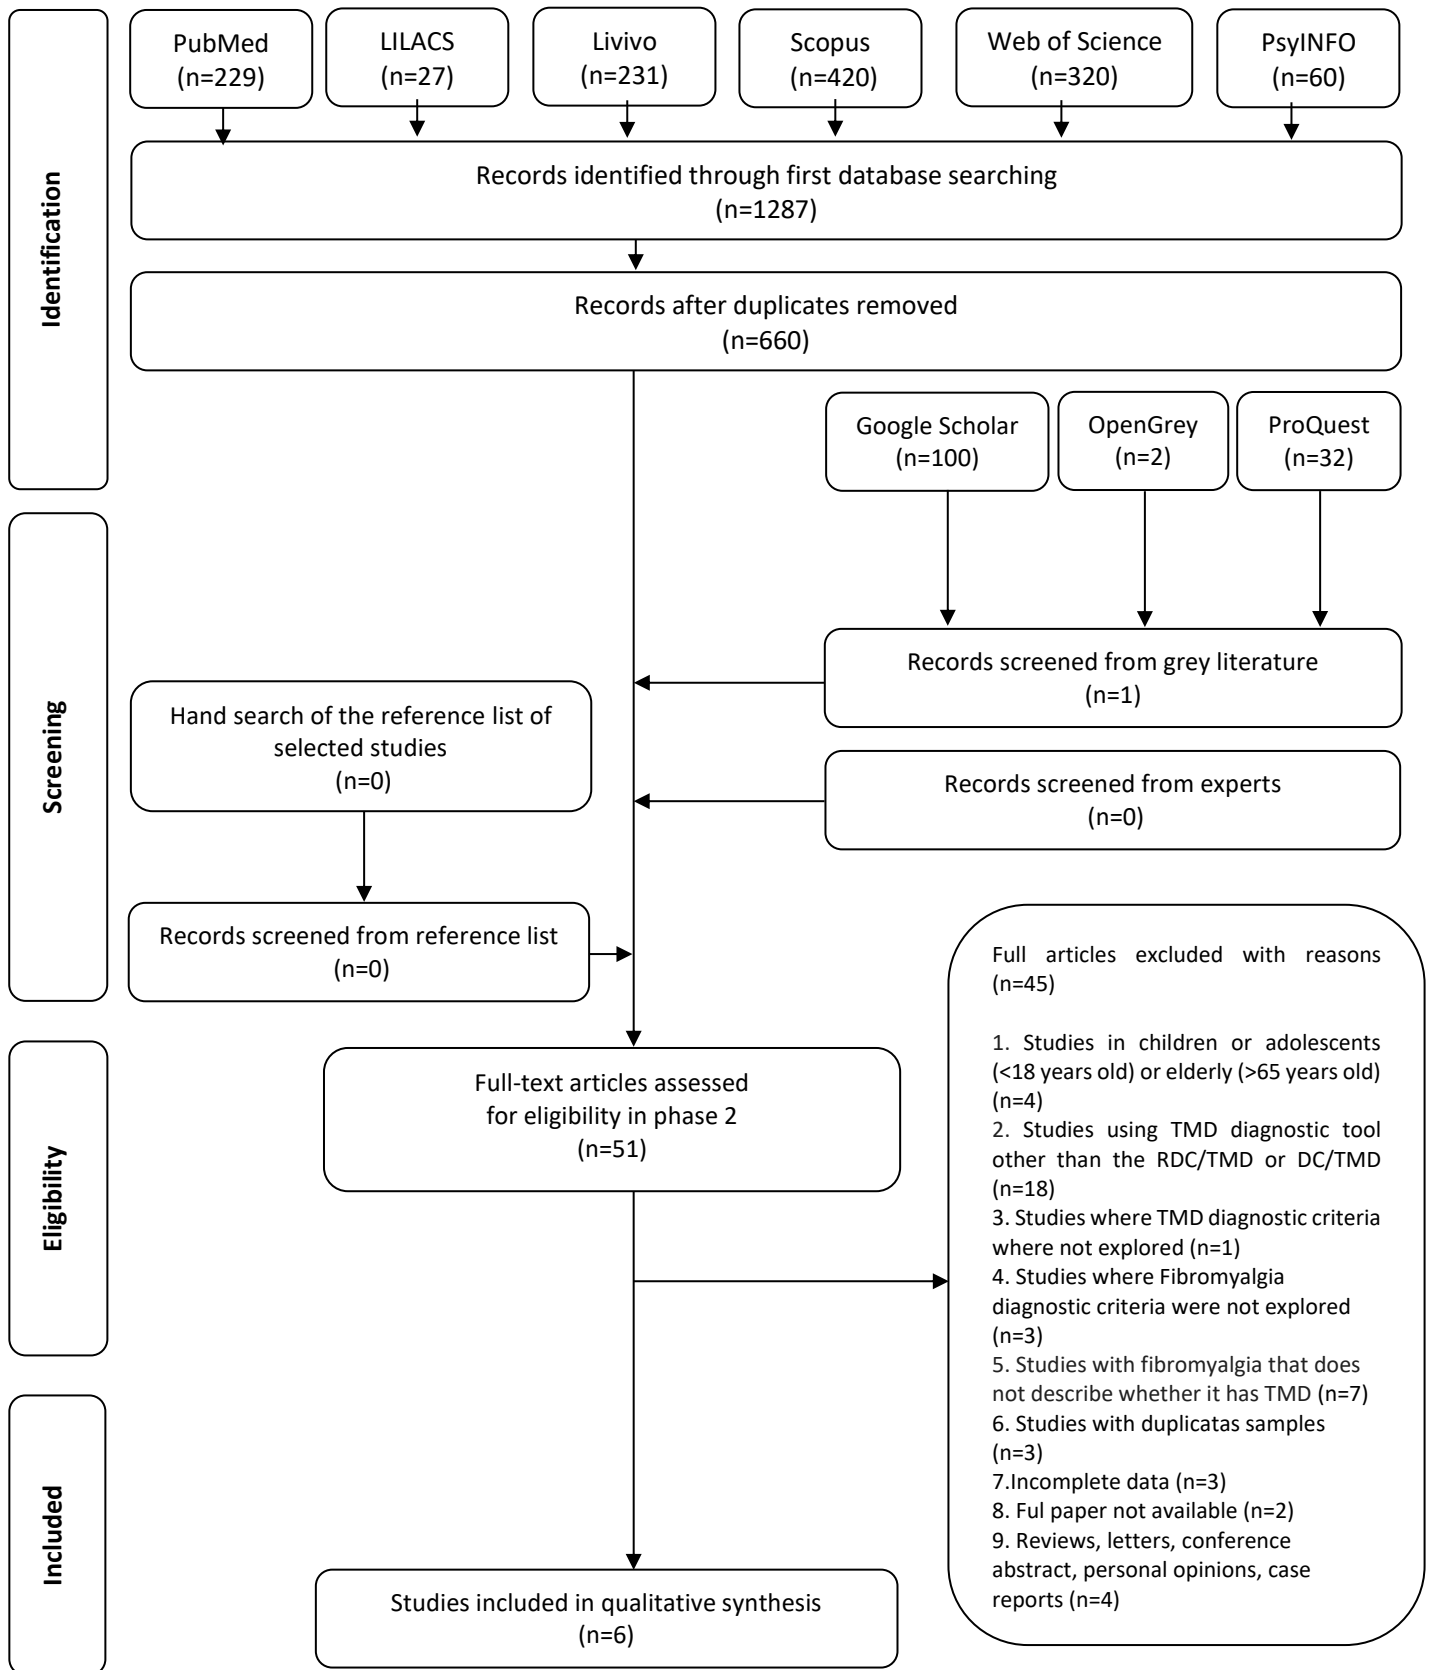 PubMed
(n=229)
LILACS
(n=27)
Livivo
(n=231)
Scopus
(n=420)
Web of Science
(n=320)
PsyINFO
(n=60)
Identification
Records identified through first database searching
(n=1287)
Records after duplicates removed
(n=660)
Google Scholar
(n=100)
OpenGrey
(n=2)
ProQuest
(n=32)
Screening
Records screened from grey literature
(n=1)
Hand search of the reference list of
selected studies
(n=0)
Records screened from experts
(n=0)
Records screened from reference list
(n=0)
Eligibility
Full-text articles assessed
for eligibility in phase 2
(n=51)
Full articles excluded with reasons
(n=45)
1. Studies in children or adolescents
(<18 years old) or elderly (>65 years old)
(n=4)
2. Studies using TMD diagnostic tool
other than the RDC/TMD or DC/TMD
(n=18)
3. Studies where TMD diagnostic criteria
where not explored (n=1)
4. Studies where Fibromyalgia
diagnostic criteria were not explored
(n=3)
5. Studies with fibromyalgia that does
not describe whether it has TMD (n=7)
6. Studies with duplicatas samples
(n=3)
7.Incomplete data (n=3)
8. Ful paper not available (n=2)
9. Reviews, letters, conference
abstract, personal opinions, case
reports (n=4)
Included
Studies included in qualitative synthesis
(n=6)